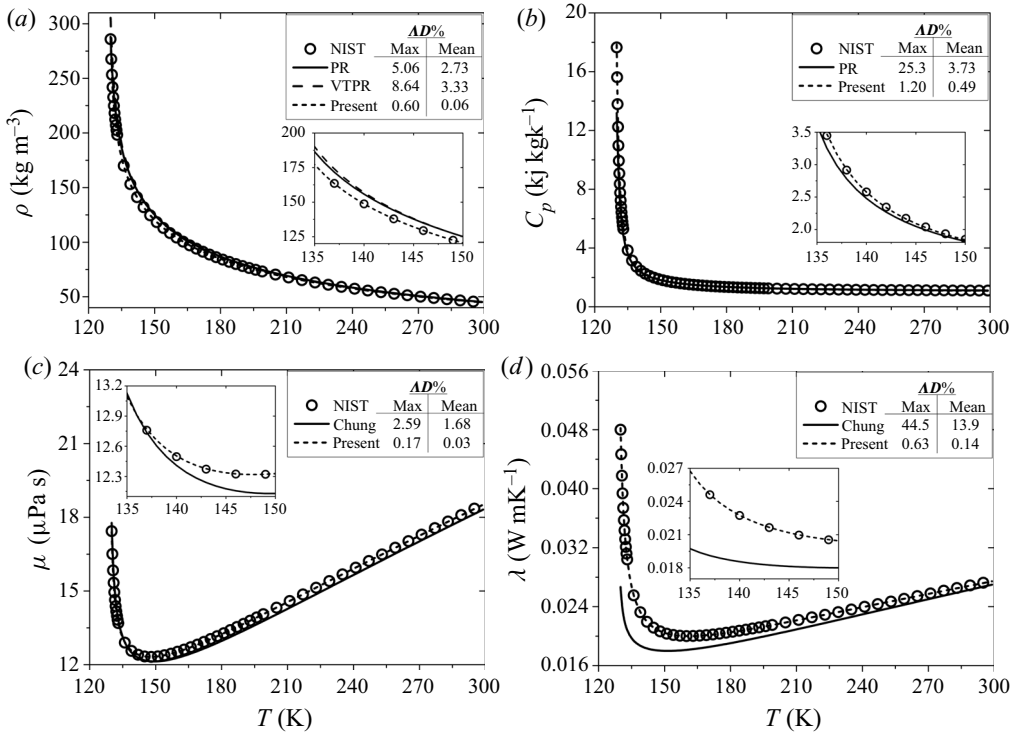 (a)
ρ (kg m−3)
300
250
200
150
100
50
120 150 180 210 240 270 300
ΛD%
NIST Max Mean
PR 5.06 2.73
VTPR 8.64 3.33
Present 0.60 0.06
200
175
150
125
135 140 145 150
(b)
Cp (kj kgk−1)
20
16
12
8
4
0
120 150 180 210 240 270 300
ΛD%
NIST Max Mean
PR 25.3 3.73
Present 1.20 0.49
3.5
3.0
2.5
2.0
135 140 145 150
(c)
μ (μPa s)
24
21
18
15
12
120 150 180 210 240 270 300
T (K)
ΛD%
NIST Max Mean
Chung 2.59 1.68
Present 0.17 0.03
13.2
12.9
12.6
12.3
135 140 145 150
(d)
λ (W mK−1)
0.056
0.048
0.040
0.032
0.024
0.016
120 150 180 210 240 270 300
T (K)
ΛD%
NIST Max Mean
Chung 44.5 13.9
Present 0.63 0.14
0.027
0.024
0.021
0.018
135 140 145 150